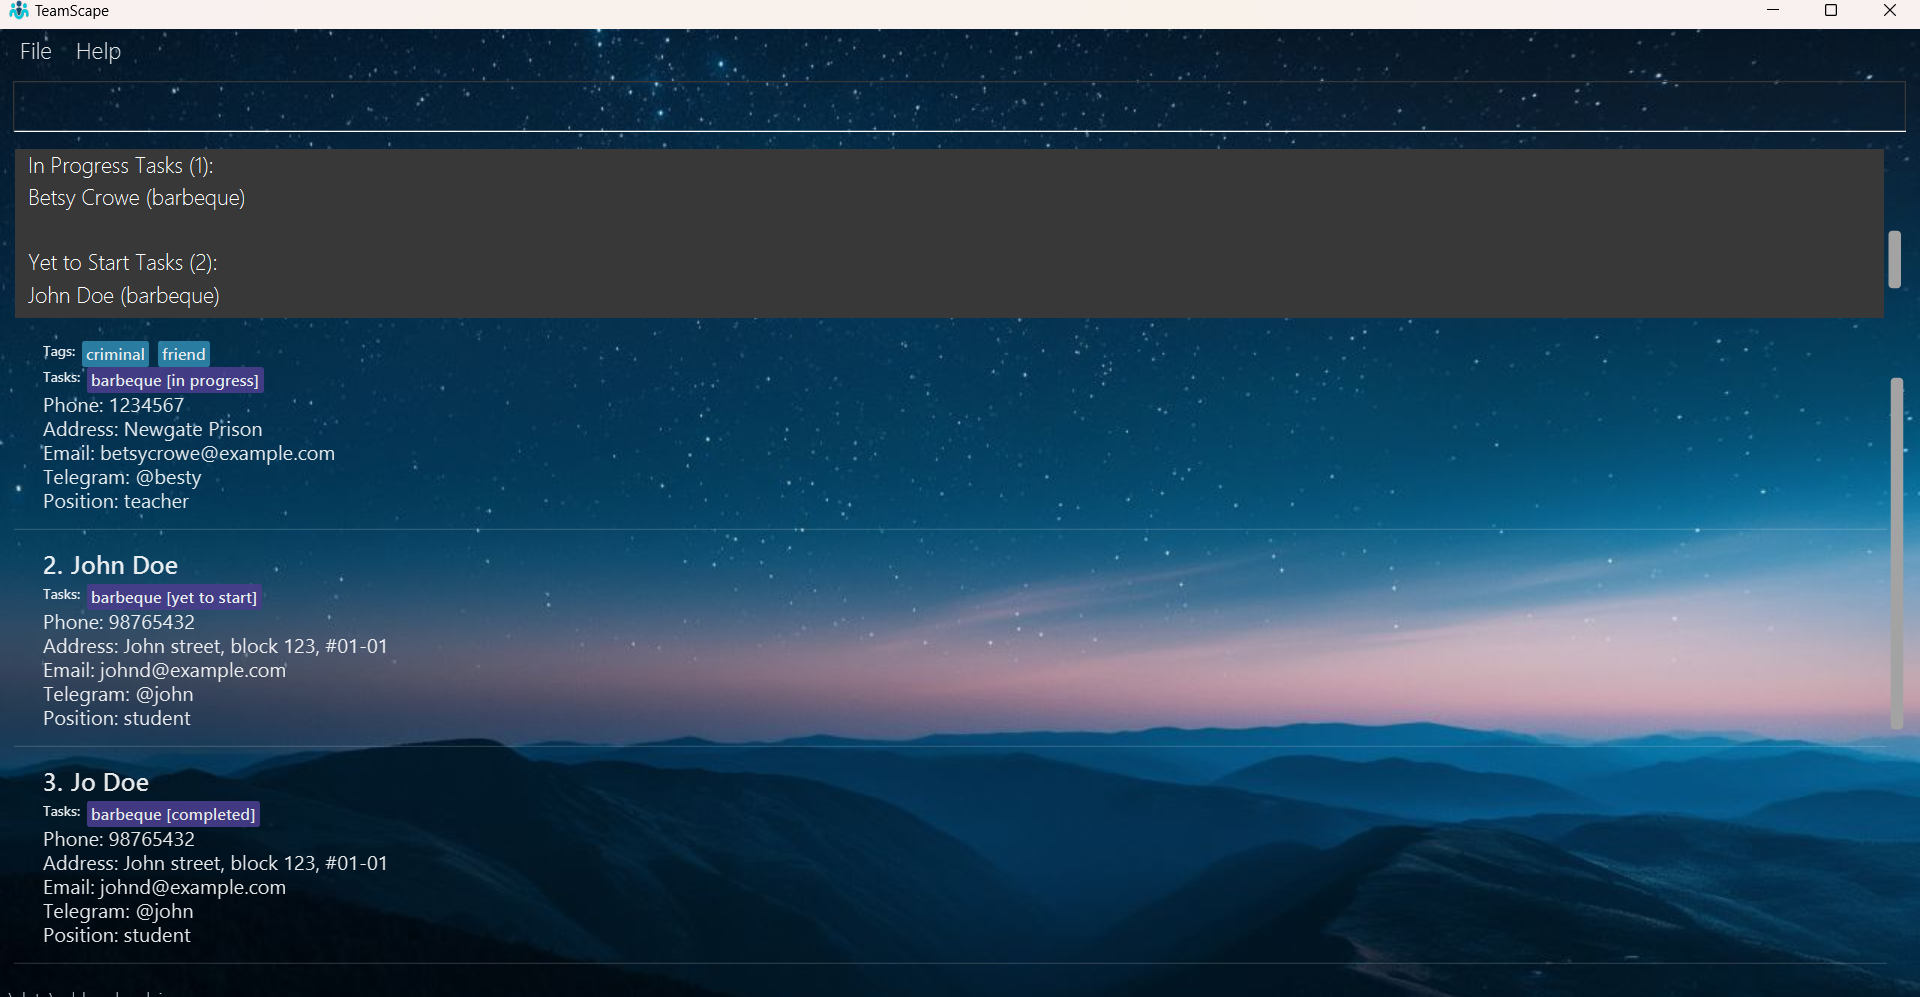 TeamScape
File Help
In Progress Tasks (1):
Betsy Crowe (barbeque)
Yet to Start Tasks (2):
John Doe (barbeque)
Tags: criminal friend
Tasks: barbeque [in progress]
Phone: 1234567
Address: Newgate Prison
Email: betsycrowe@example.com
Telegram: @besty
Position: teacher
2. John Doe
Tasks: barbeque [yet to start]
Phone: 98765432
Address: John street, block 123, #01-01
Email: johnd@example.com
Telegram: @john
Position: student
3. Jo Doe
Tasks: barbeque [completed]
Phone: 98765432
Address: John street, block 123, #01-01
Email: johnd@example.com
Telegram: @john
Position: student